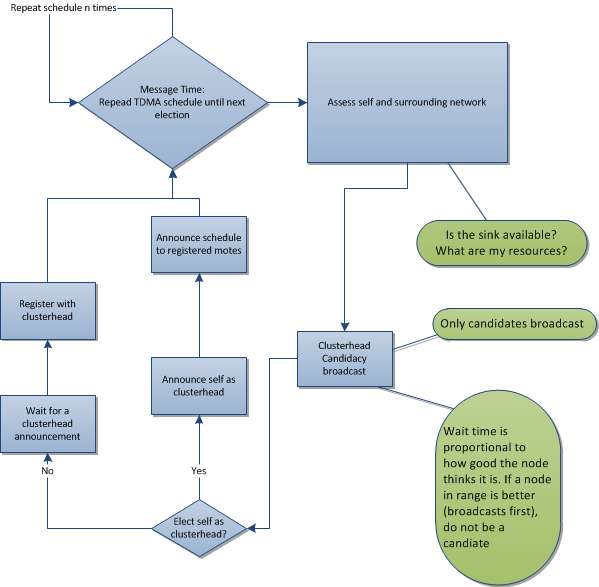 Repeat schedule n times
Message Time:
Repead TDMA schedule until next
election
Assess self and surrounding network
Is the sink available?
What are my resources?
Announce schedule
to registered motes
Register with
clusterhead
Only candidates broadcast
Clusterhead
Candidacy
broadcast
Announce self as
clusterhead
Wait for a
clusterhead
announcement
Wait time is
proportional to
how good the node
thinks it is. If a node
in range is better
(broadcasts first),
do not be a
candiate
No
Yes
Elect self as
clusterhead?